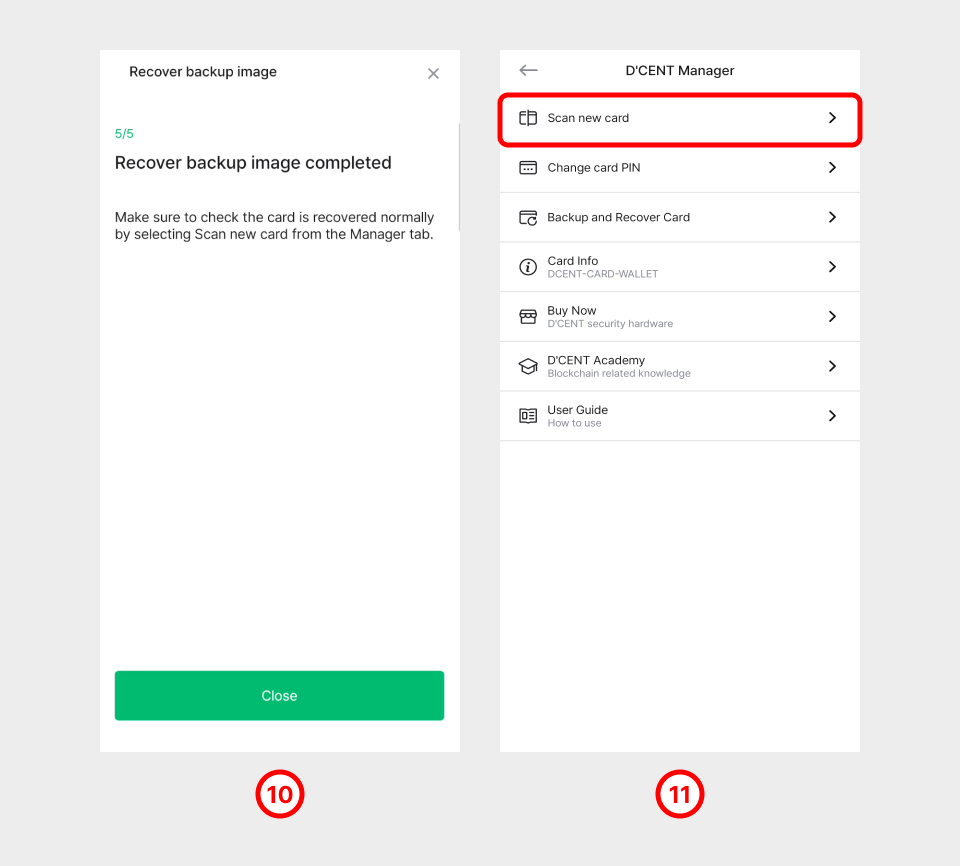 Recover backup image
5/5
Recover backup image completed
Make sure to check the card is recovered normally
by selecting Scan new card from the Manager tab.
Close
10
D'CENT Manager
Scan new card
Change card PIN
Backup and Recover Card
Card Info
DCENT-CARD-WALLET
Buy Now
D'CENT security hardware
D'CENT Academy
Blockchain related knowledge
User Guide
How to use
11